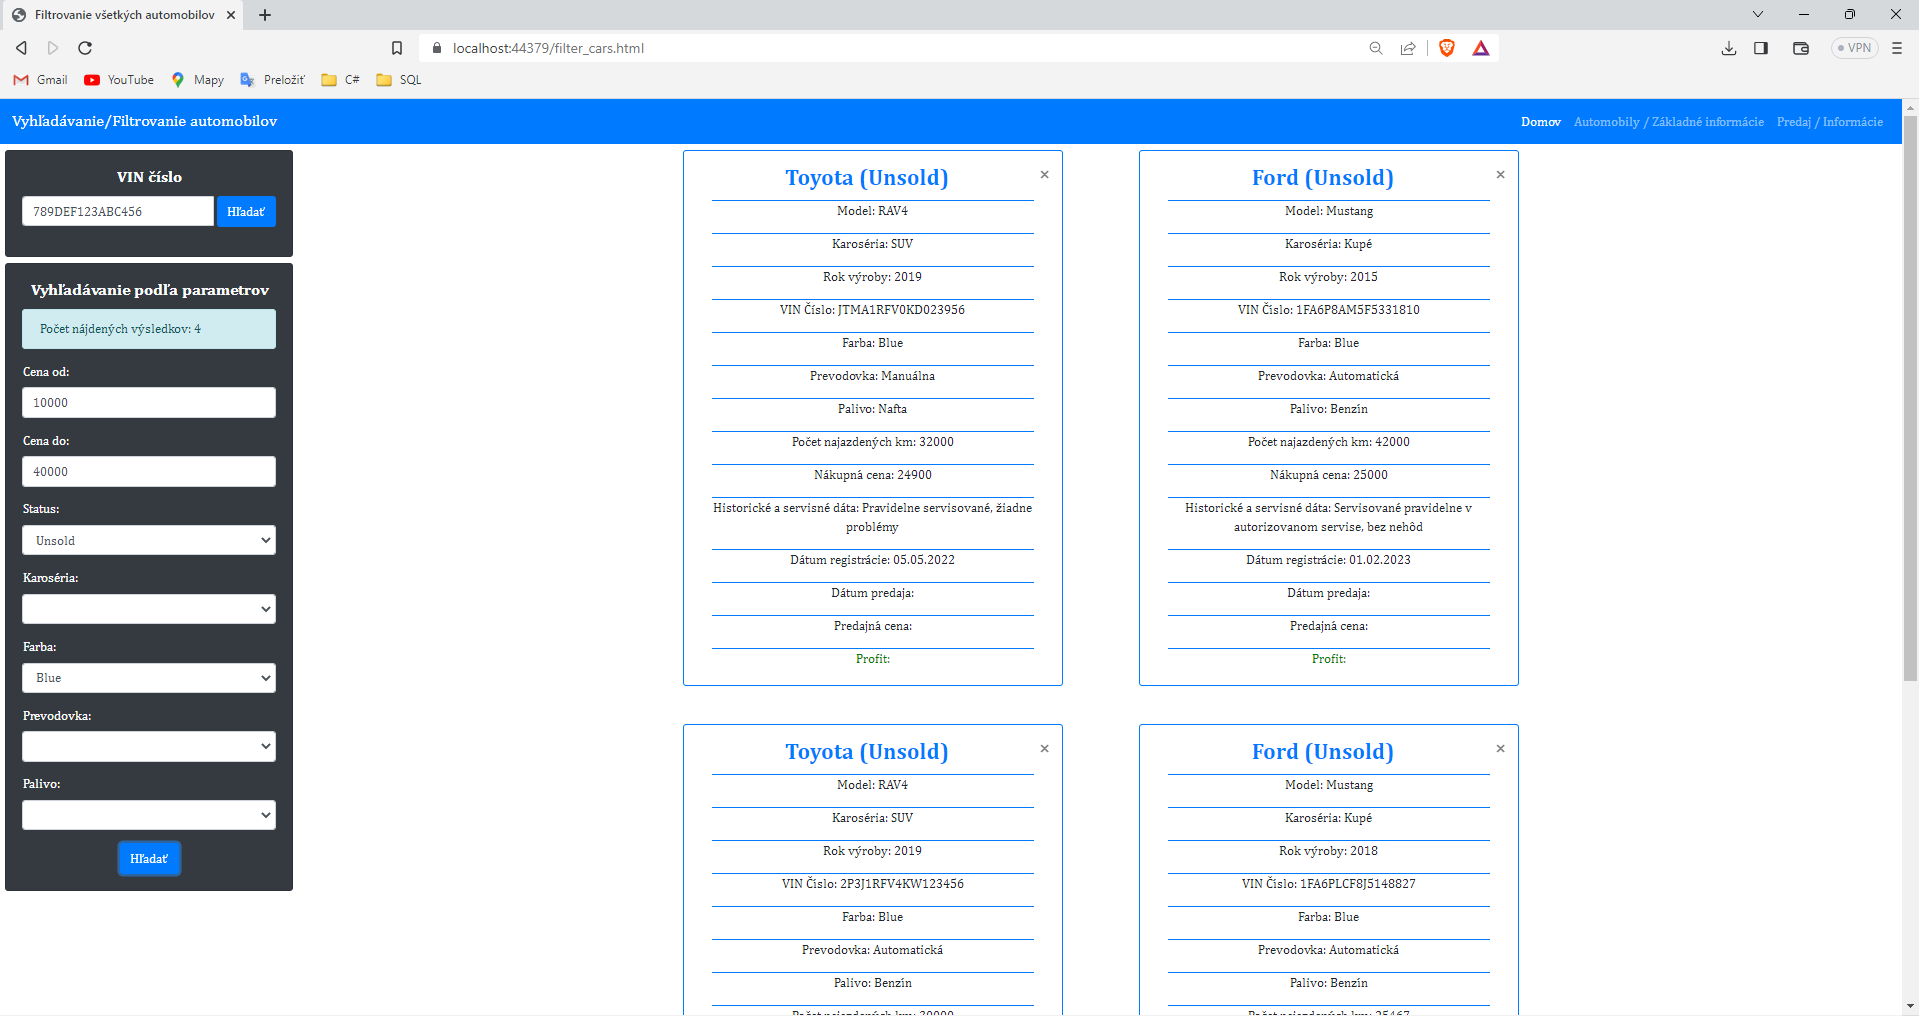 Filtrovanie všetkých automobilov
localhost:44379/filter_cars.html
VPN
Gmail
YouTube
Mapy
Preložiť
C#
SQL
Vyhľadávanie/Filtrovanie automobilov
Domov
Automobily / Základné informácie
Predaj / Informácie
VIN číslo
789DEF123ABC456
Hľadať
Vyhľadávanie podľa parametrov
Počet nájdených výsledkov: 4
Cena od:
10000
Cena do:
40000
Status:
Unsold
Karoséria:
Farba:
Blue
Prevodovka:
Palivo:
Hľadať
Toyota (Unsold)
Model: RAV4
Karoséria: SUV
Rok výroby: 2019
VIN Číslo: JTMA1RFV0KD023956
Farba: Blue
Prevodovka: Manuálna
Palivo: Nafta
Počet najazdených km: 32000
Nákupná cena: 24900
Historické a servisné dáta: Pravidelne servisované, žiadne
problémy
Dátum registrácie: 05.05.2022
Dátum predaja:
Predajná cena:
Profit:
Ford (Unsold)
Model: Mustang
Karoséria: Kupé
Rok výroby: 2015
VIN Číslo: 1FA6P8AM5F5331810
Farba: Blue
Prevodovka: Automatická
Palivo: Benzín
Počet najazdených km: 42000
Nákupná cena: 25000
Historické a servisné dáta: Servisované pravidelne v
autorizovanom servise, bez nehôd
Dátum registrácie: 01.02.2023
Dátum predaja:
Predajná cena:
Profit:
Toyota (Unsold)
Model: RAV4
Karoséria: SUV
Rok výroby: 2019
VIN Číslo: 2P3J1RFV4KW123456
Farba: Blue
Prevodovka: Automatická
Palivo: Benzín
Ford (Unsold)
Model: Mustang
Karoséria: Kupé
Rok výroby: 2018
VIN Číslo: 1FA6PLCF8J5148827
Farba: Blue
Prevodovka: Automatická
Palivo: Benzín